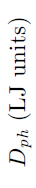 D_{ph} (LJ units)